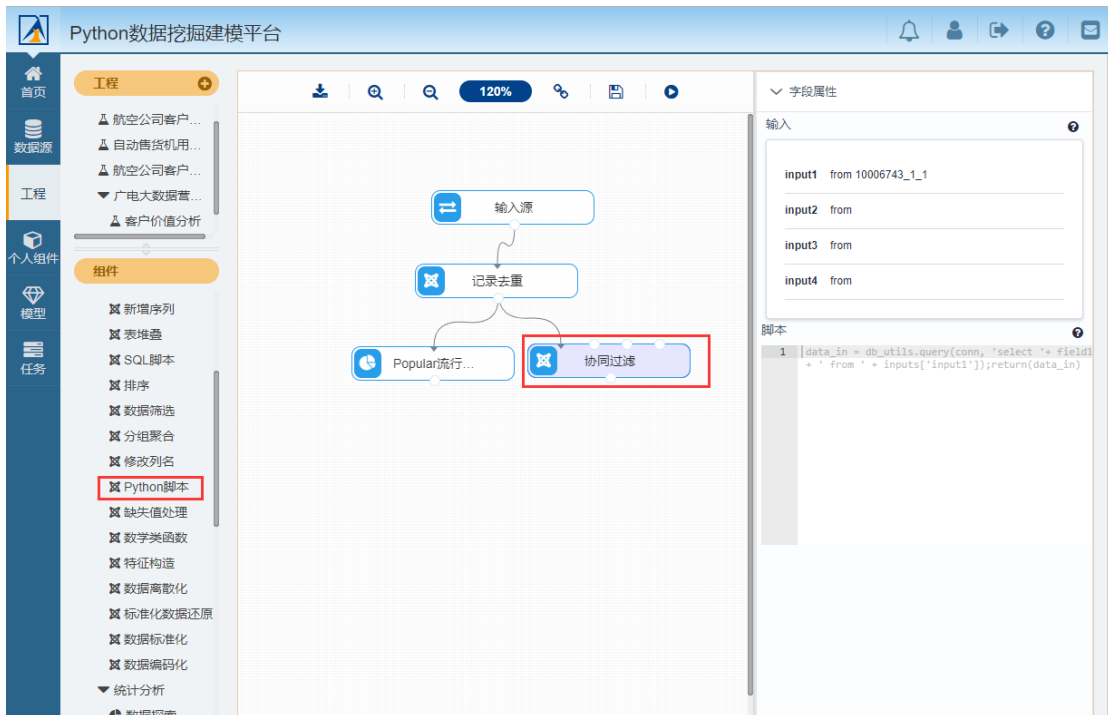 Python数据挖掘建模平台
首页
数据源
工程
个人组件
模型
任务
工程
航空公司客户...
自动售货机用...
航空公司客户...
广电大数据营...
客户价值分析
组件
新增序列
表堆叠
SQL脚本
排序
数据筛选
分组聚合
修改列名
Python脚本
缺失值处理
数学类函数
特征构造
数据离散化
标准化数据还原
数据标准化
数据编码化
统计分析
数据探索
120%
输入源
记录去重
Popular流行...
协同过滤
字段属性
输入
input1 from 10006743_1_1
input2 from
input3 from
input4 from
脚本
1 data_in = db_utils.query(conn, 'select '+ field1
+ ' from ' + inputs['input1']);return(data_in)